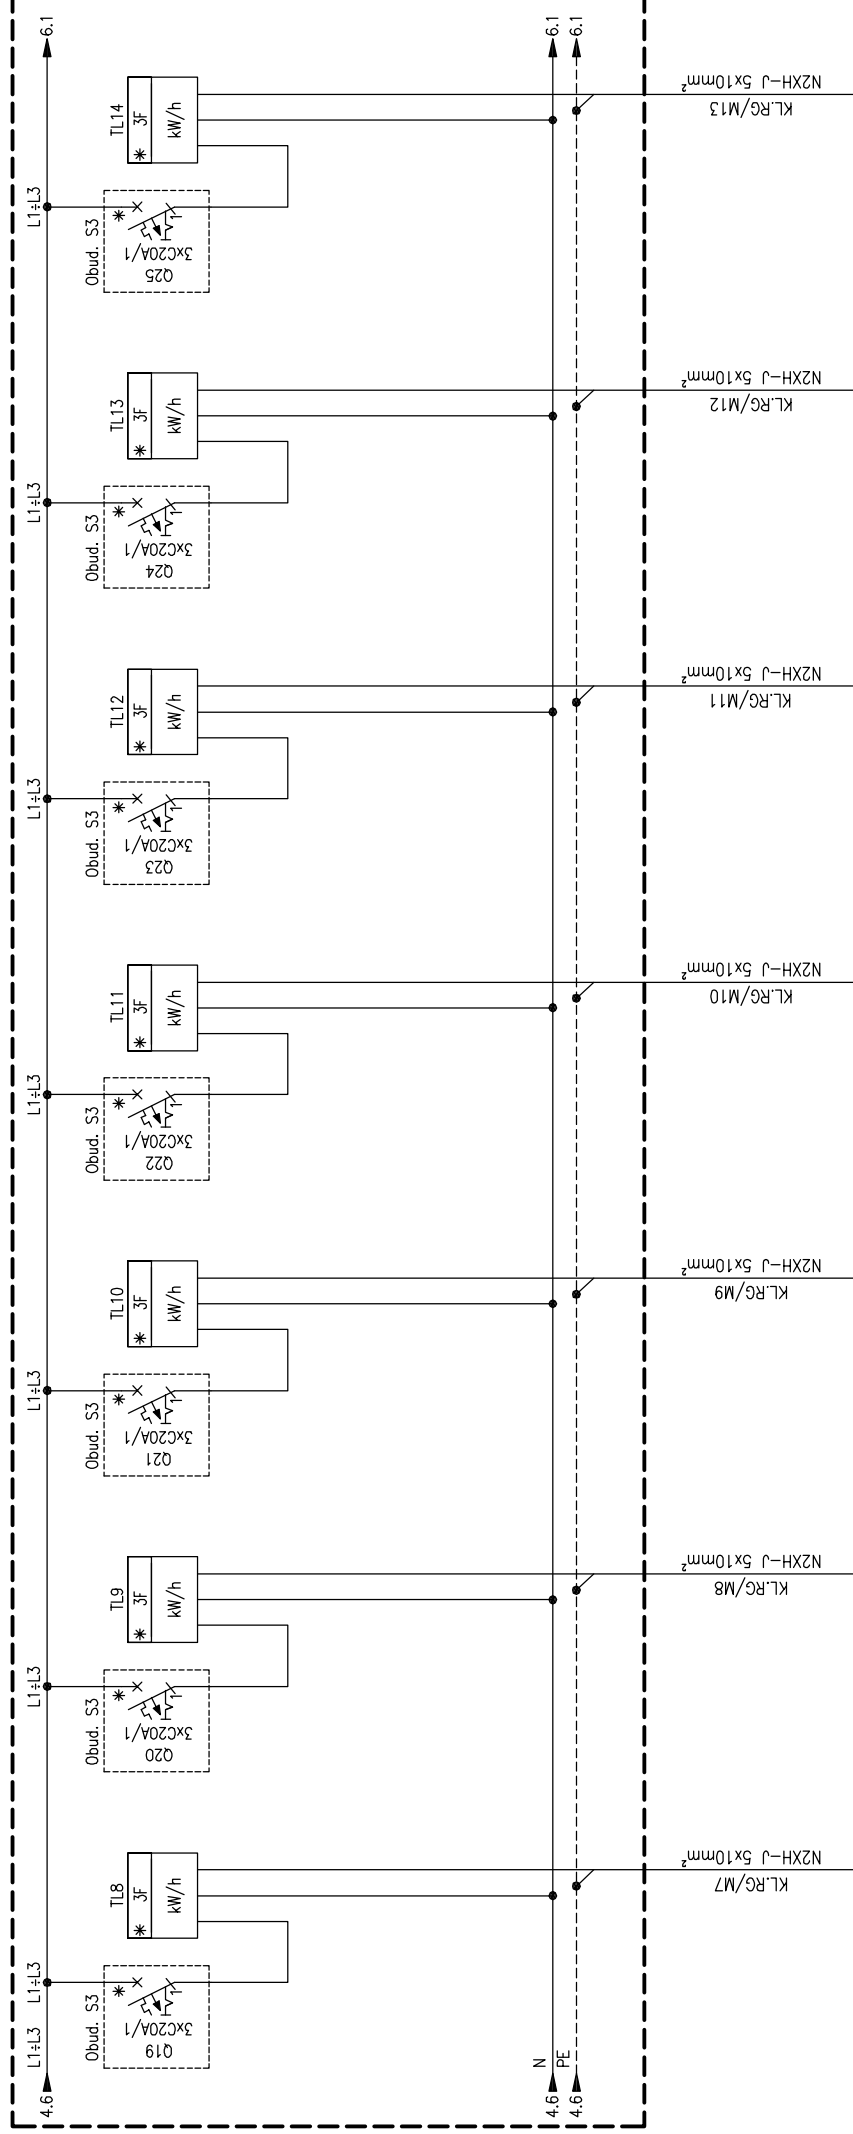 4.6
L1÷L3
L1÷L3
Obud. S3
3xC20A/1
Q19
TL8
3F
kW/h
KL.RG/M7
N2XH-J 5x10mm²
L1÷L3
Obud. S3
3xC20A/1
Q20
TL9
3F
kW/h
KL.RG/M8
N2XH-J 5x10mm²
L1÷L3
Obud. S3
3xC20A/1
Q21
TL10
3F
kW/h
KL.RG/M9
N2XH-J 5x10mm²
L1÷L3
Obud. S3
3xC20A/1
Q22
TL11
3F
kW/h
KL.RG/M10
N2XH-J 5x10mm²
L1÷L3
Obud. S3
3xC20A/1
Q23
TL12
3F
kW/h
KL.RG/M11
N2XH-J 5x10mm²
L1÷L3
Obud. S3
3xC20A/1
Q24
TL13
3F
kW/h
KL.RG/M12
N2XH-J 5x10mm²
L1÷L3
Obud. S3
3xC20A/1
Q25
TL14
3F
kW/h
KL.RG/M13
N2XH-J 5x10mm²
6.1
4.6
N
6.1
4.6
PE
6.1